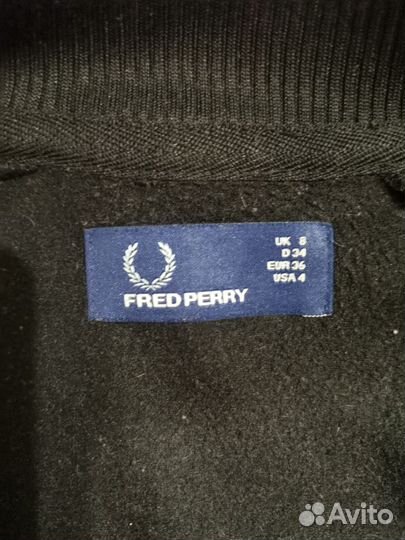 UK 8
D 34
EUR 36
USA 4
FRED PERRY
Avito